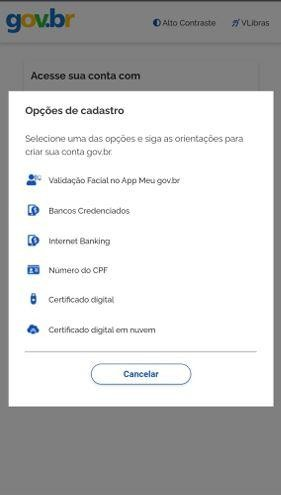 gov.br
Alto Contraste
VLibras
Acesse sua conta com
Opções de cadastro
Selecione uma das opções e siga as orientações para
criar sua conta gov.br.
Validação Facial no App Meu gov.br
Bancos Credenciados
Internet Banking
Número do CPF
Certificado digital
Certificado digital em nuvem
Cancelar